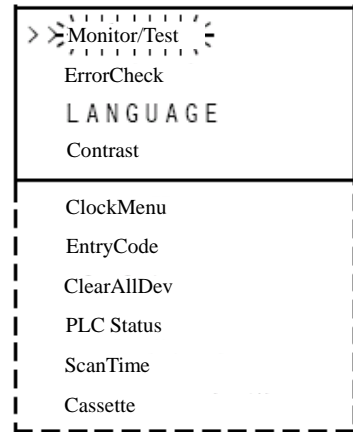 >> Monitor/Test
ErrorCheck
LANGUAGE
Contrast
ClockMenu
EntryCode
ClearAllDev
PLC Status
ScanTime
Cassette